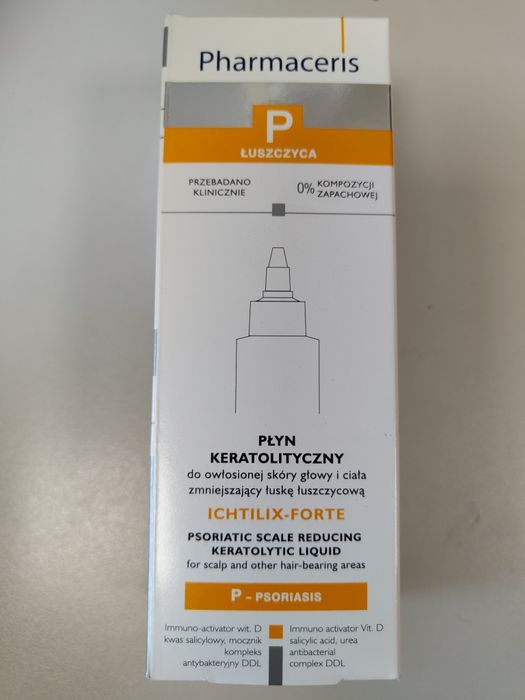 Pharmaceris
P
ŁUSZCZYCA
PRZEBADANO
KLINICZNIE
0% KOMPOZYCJI
ZAPACHOWEJ
PŁYN
KERATOLITYCZNY
do owłosionej skóry głowy i ciała
zmniejszający łuskę łuszczycową
ICHTILIX-FORTE
PSORIATIC SCALE REDUCING
KERATOLYTIC LIQUID
for scalp and other hair-bearing areas
P – PSORIASIS
Immuno-activator wit. D
kwas salicylowy, mocznik
kompleks
antybakteryjny DDL
Immuno activator Vit. D
salicylic acid, urea
antibacterial
complex DDL